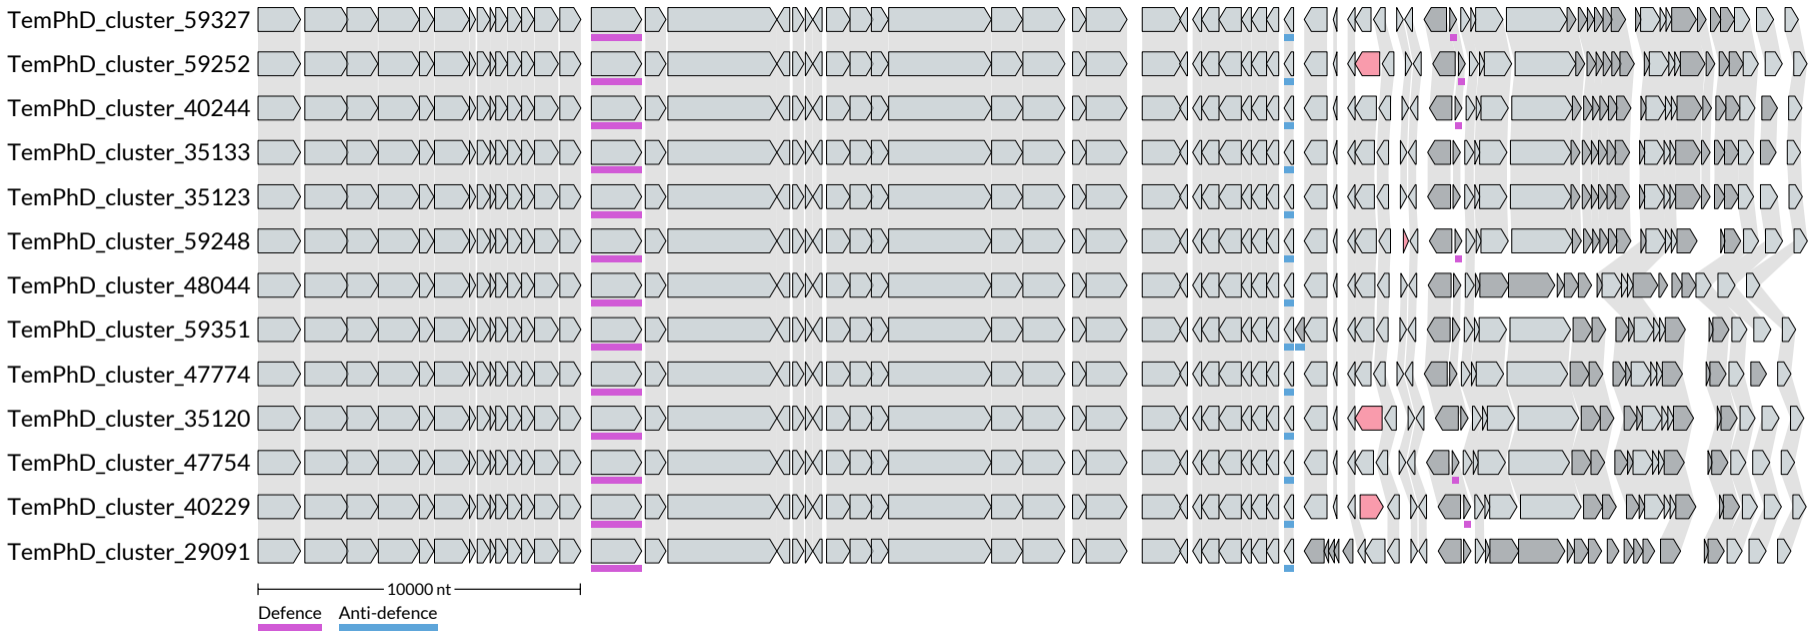 TemPhD_cluster_59327
TemPhD_cluster_59252
TemPhD_cluster_40244
TemPhD_cluster_35133
TemPhD_cluster_35123
TemPhD_cluster_59248
TemPhD_cluster_48044
TemPhD_cluster_59351
TemPhD_cluster_47774
TemPhD_cluster_35120
TemPhD_cluster_47754
TemPhD_cluster_40229
TemPhD_cluster_29091
10000 nt
Defence Anti-defence